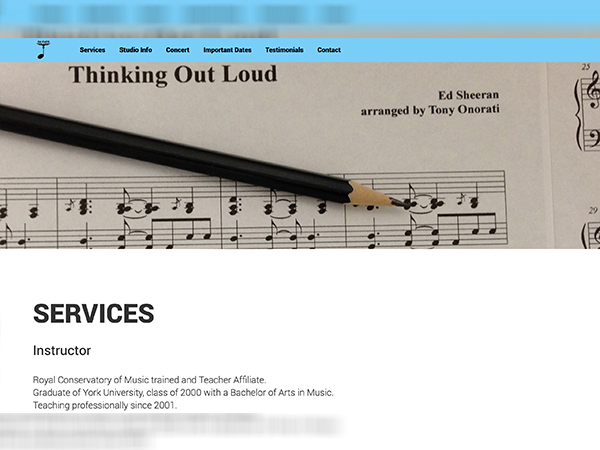 Services Studio Info Concert Important Dates Testimonials Contact
Thinking Out Loud
Ed Sheeran
arranged by Tony Onorati
25
29
SERVICES
Instructor
Royal Conservatory of Music trained and Teacher Affiliate.
Graduate of York University, class of 2000 with a Bachelor of Arts in Music.
Teaching professionally since 2001.